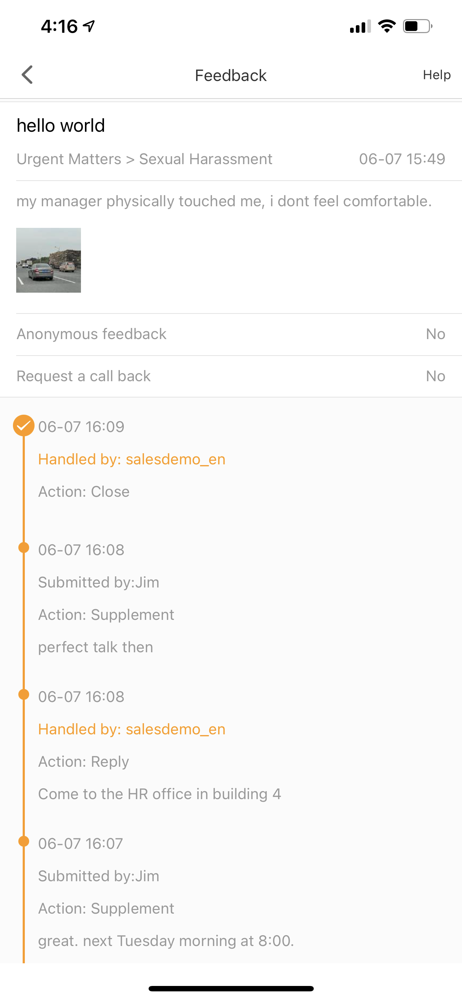 4:16
Feedback
Help
hello world
Urgent Matters > Sexual Harassment 06-07 15:49
my manager physically touched me, i dont feel comfortable.
Anonymous feedback No
Request a call back No
06-07 16:09
Handled by: salesdemo_en
Action: Close
06-07 16:08
Submitted by:Jim
Action: Supplement
perfect talk then
06-07 16:08
Handled by: salesdemo_en
Action: Reply
Come to the HR office in building 4
06-07 16:07
Submitted by:Jim
Action: Supplement
great. next Tuesday morning at 8:00.